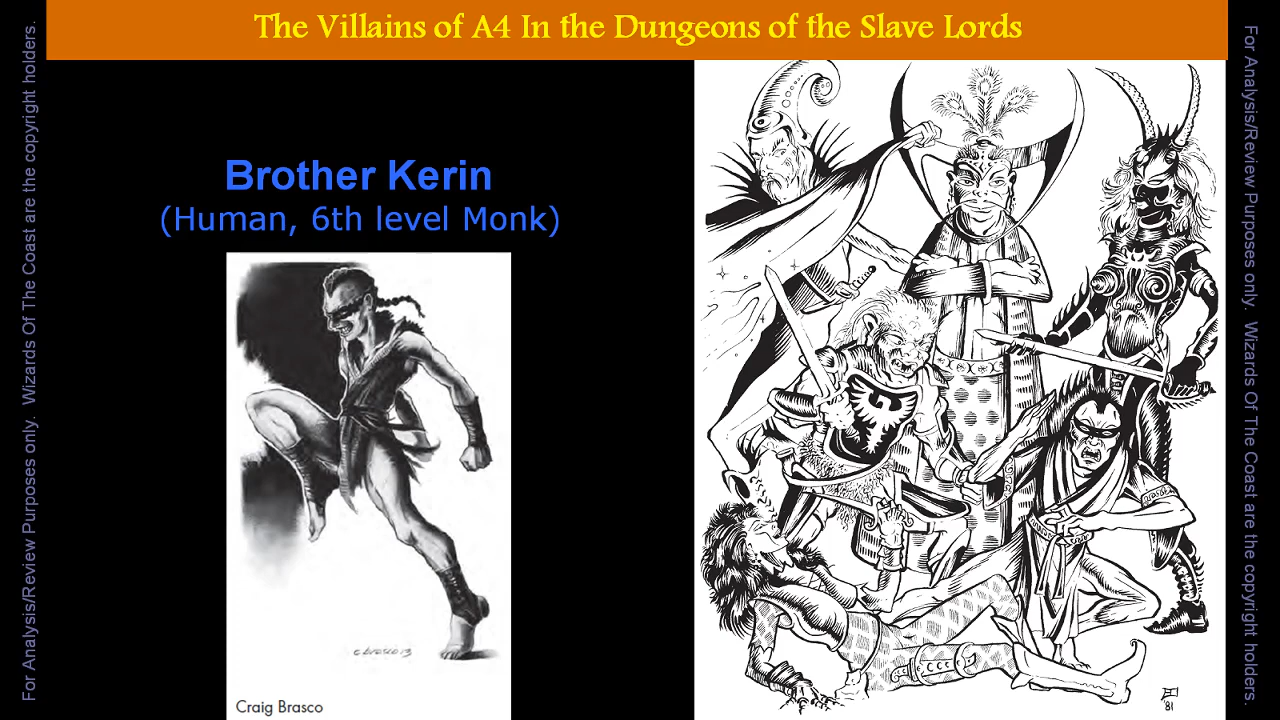 The Villains of A4 In the Dungeons of the Slave Lords
For Analysis/Review Purposes only. Wizards Of The Coast are the copyright holders.
Brother Kerin
(Human, 6th level Monk)
Craig Brasco
'81
For Analysis/Review Purposes only. Wizards Of The Coast are the copyright holders.